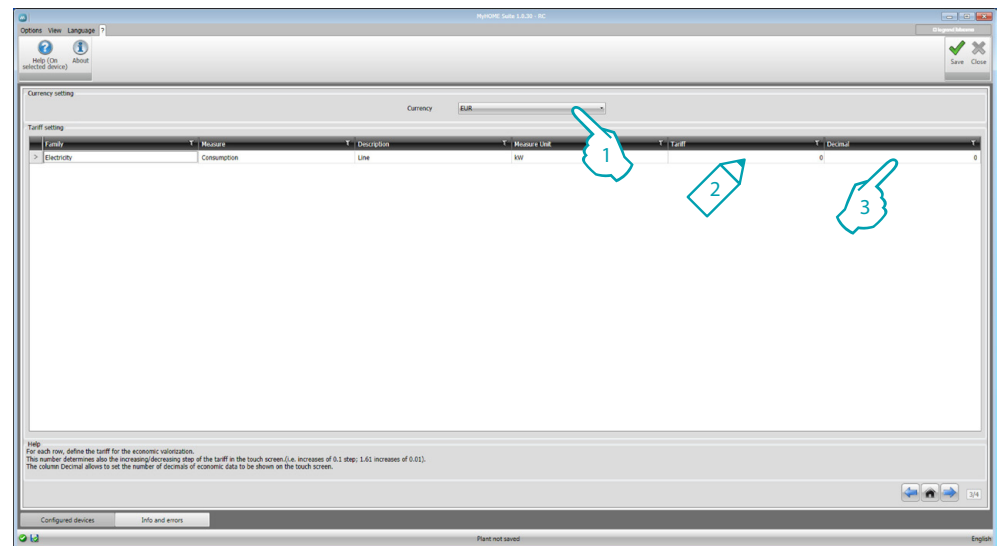 MyHOME Suite 1.0.30 - RC
Options View Language ?
Help (On selected device)
About
Save Close
Currency setting
Currency EUR
Tariff setting
Family Measure Description Measure Unit Tariff Decimal
> Electricity Consumption Line kW 0 0
1
2
3
Help
For each row, define the tariff for the economic valorization.
This number determines also the increasing/decreasing step of the tariff in the touch screen.(i.e. increases of 0.1 step; 1.61 increases of 0.01).
The column Decimal allows to set the number of decimals of economic data to be shown on the touch screen.
3/4
Configured devices Info and errors
Plant not saved English